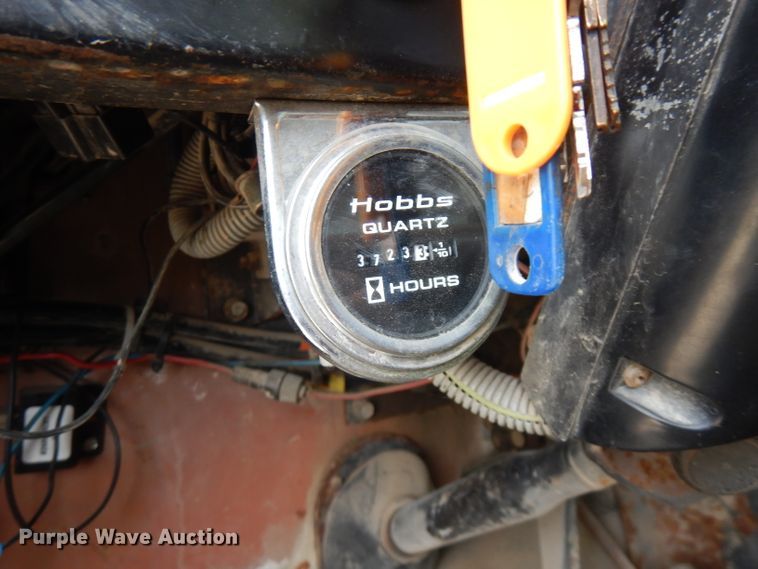 Hobbs
QUARTZ
3 7 2 3 3 1/10
HOURS
Purple Wave Auction